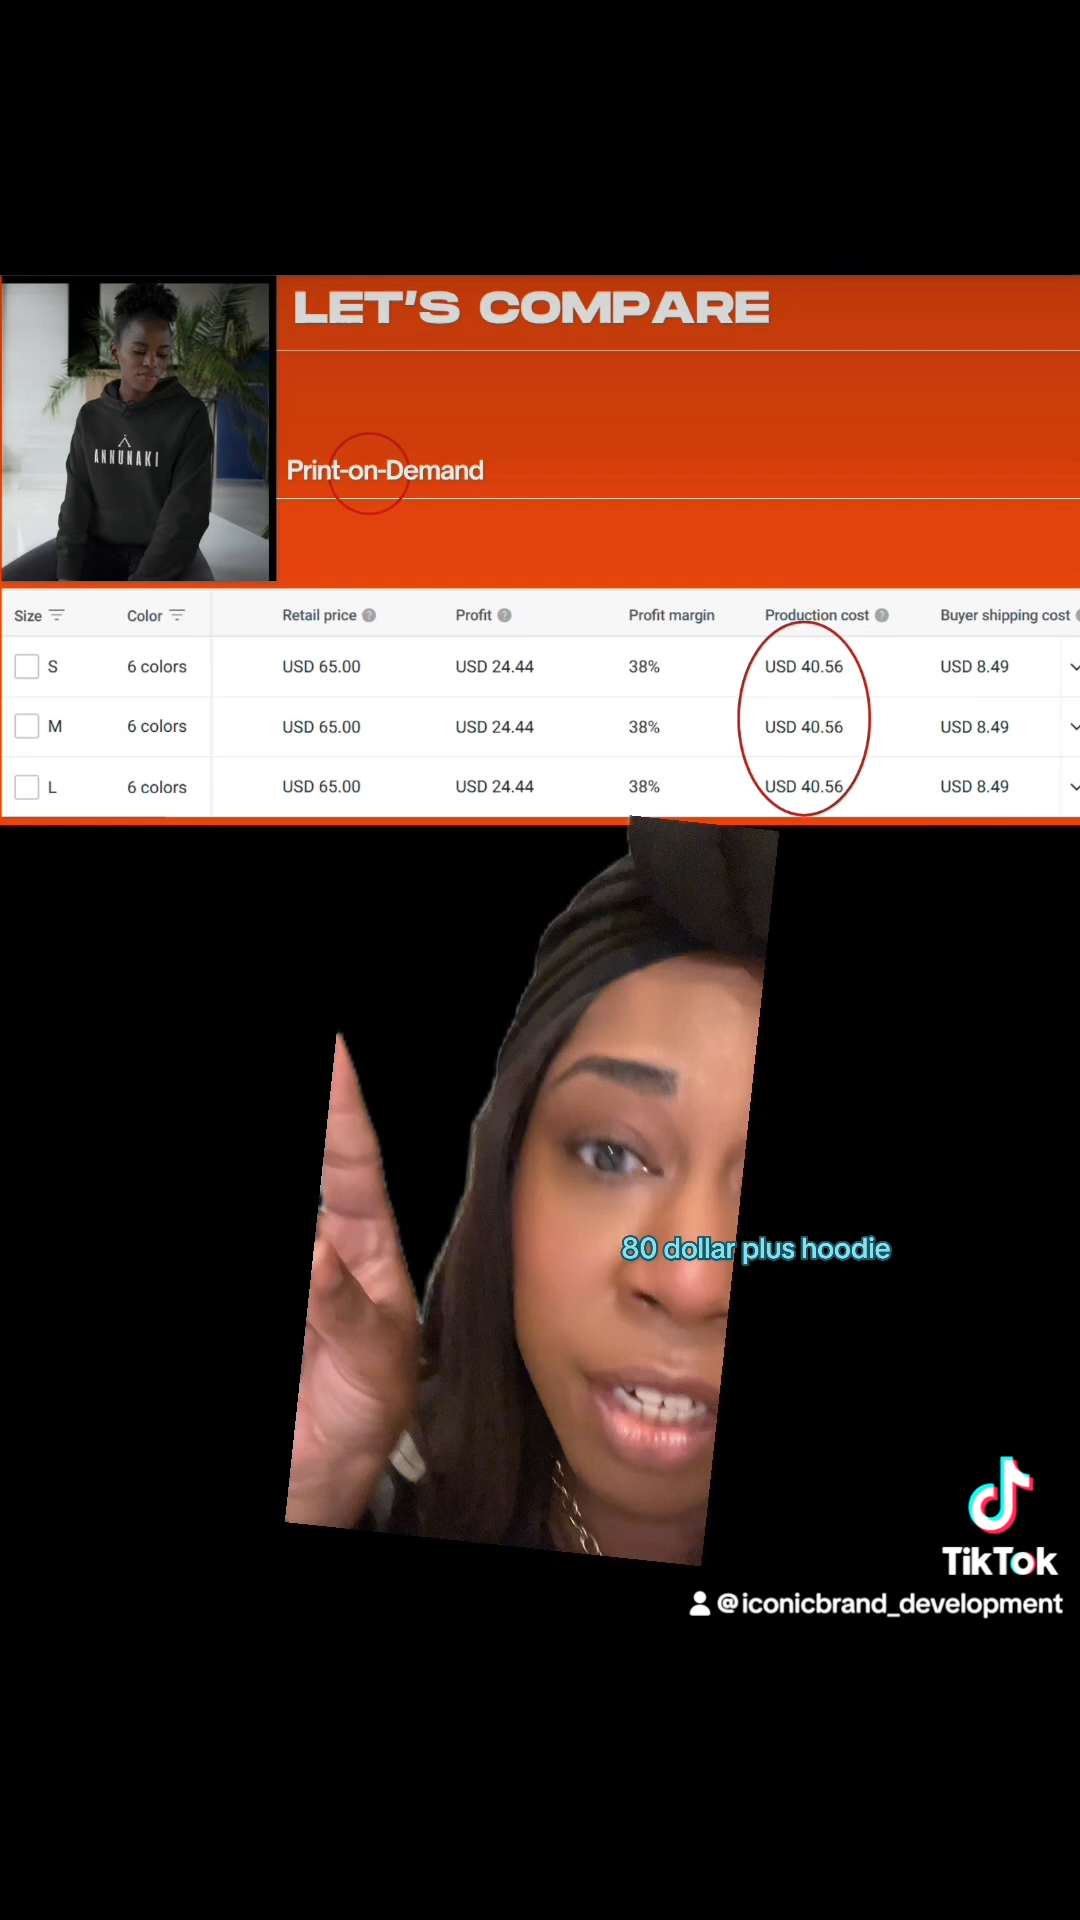 LET'S COMPARE
ANNUNAKI
Print-on-Demand
Size Color Retail price ? Profit ? Profit margin Production cost ? Buyer shipping cost
S 6 colors USD 65.00 USD 24.44 38% USD 40.56 USD 8.49
M 6 colors USD 65.00 USD 24.44 38% USD 40.56 USD 8.49
L 6 colors USD 65.00 USD 24.44 38% USD 40.56 USD 8.49
80 dollar plus hoodie
TikTok
@iconicbrand_development